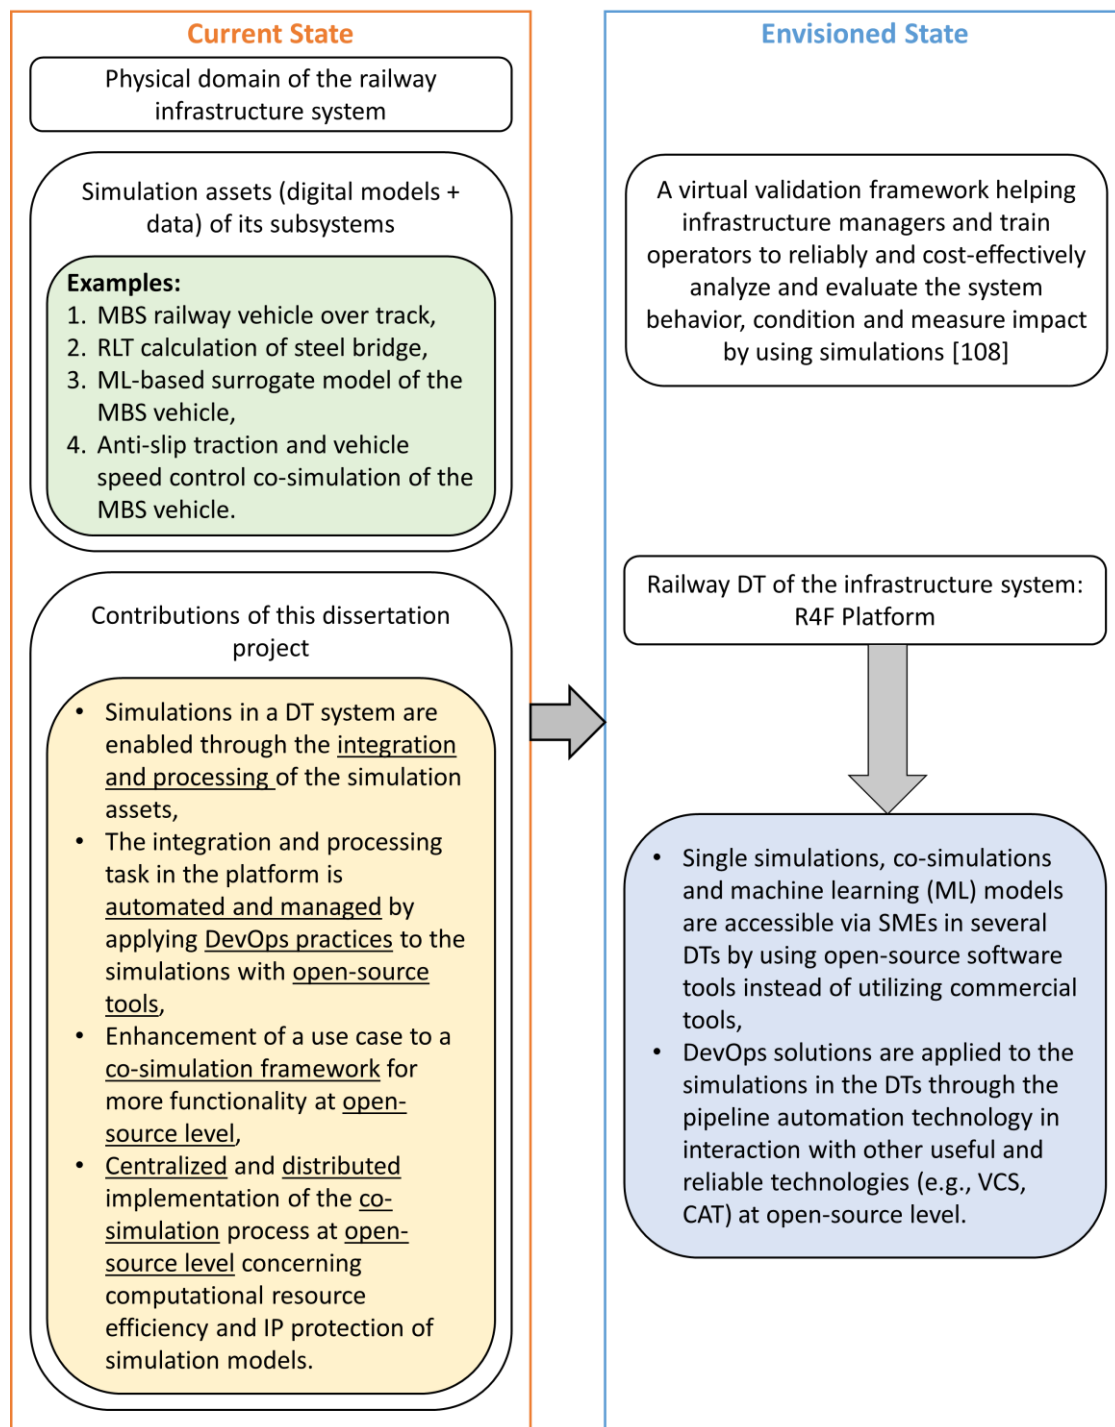 Current State
Physical domain of the railway
infrastructure system
Simulation assets (digital models +
data) of its subsystems
Examples:
1. MBS railway vehicle over track,
2. RLT calculation of steel bridge,
3. ML-based surrogate model of the
MBS vehicle,
4. Anti-slip traction and vehicle
speed control co-simulation of the
MBS vehicle.
Contributions of this dissertation
project
• Simulations in a DT system are
enabled through the integration
and processing of the simulation
assets,
• The integration and processing
task in the platform is
automated and managed by
applying DevOps practices to the
simulations with open-source
tools,
• Enhancement of a use case to a
co-simulation framework for
more functionality at open-
source level,
• Centralized and distributed
implementation of the co-
simulation process at open-
source level concerning
computational resource
efficiency and IP protection of
simulation models.
Envisioned State
A virtual validation framework helping
infrastructure managers and train
operators to reliably and cost-effectively
analyze and evaluate the system
behavior, condition and measure impact
by using simulations [108]
Railway DT of the infrastructure system:
R4F Platform
• Single simulations, co-simulations
and machine learning (ML) models
are accessible via SMEs in several
DTs by using open-source software
tools instead of utilizing commercial
tools,
• DevOps solutions are applied to the
simulations in the DTs through the
pipeline automation technology in
interaction with other useful and
reliable technologies (e.g., VCS,
CAT) at open-source level.